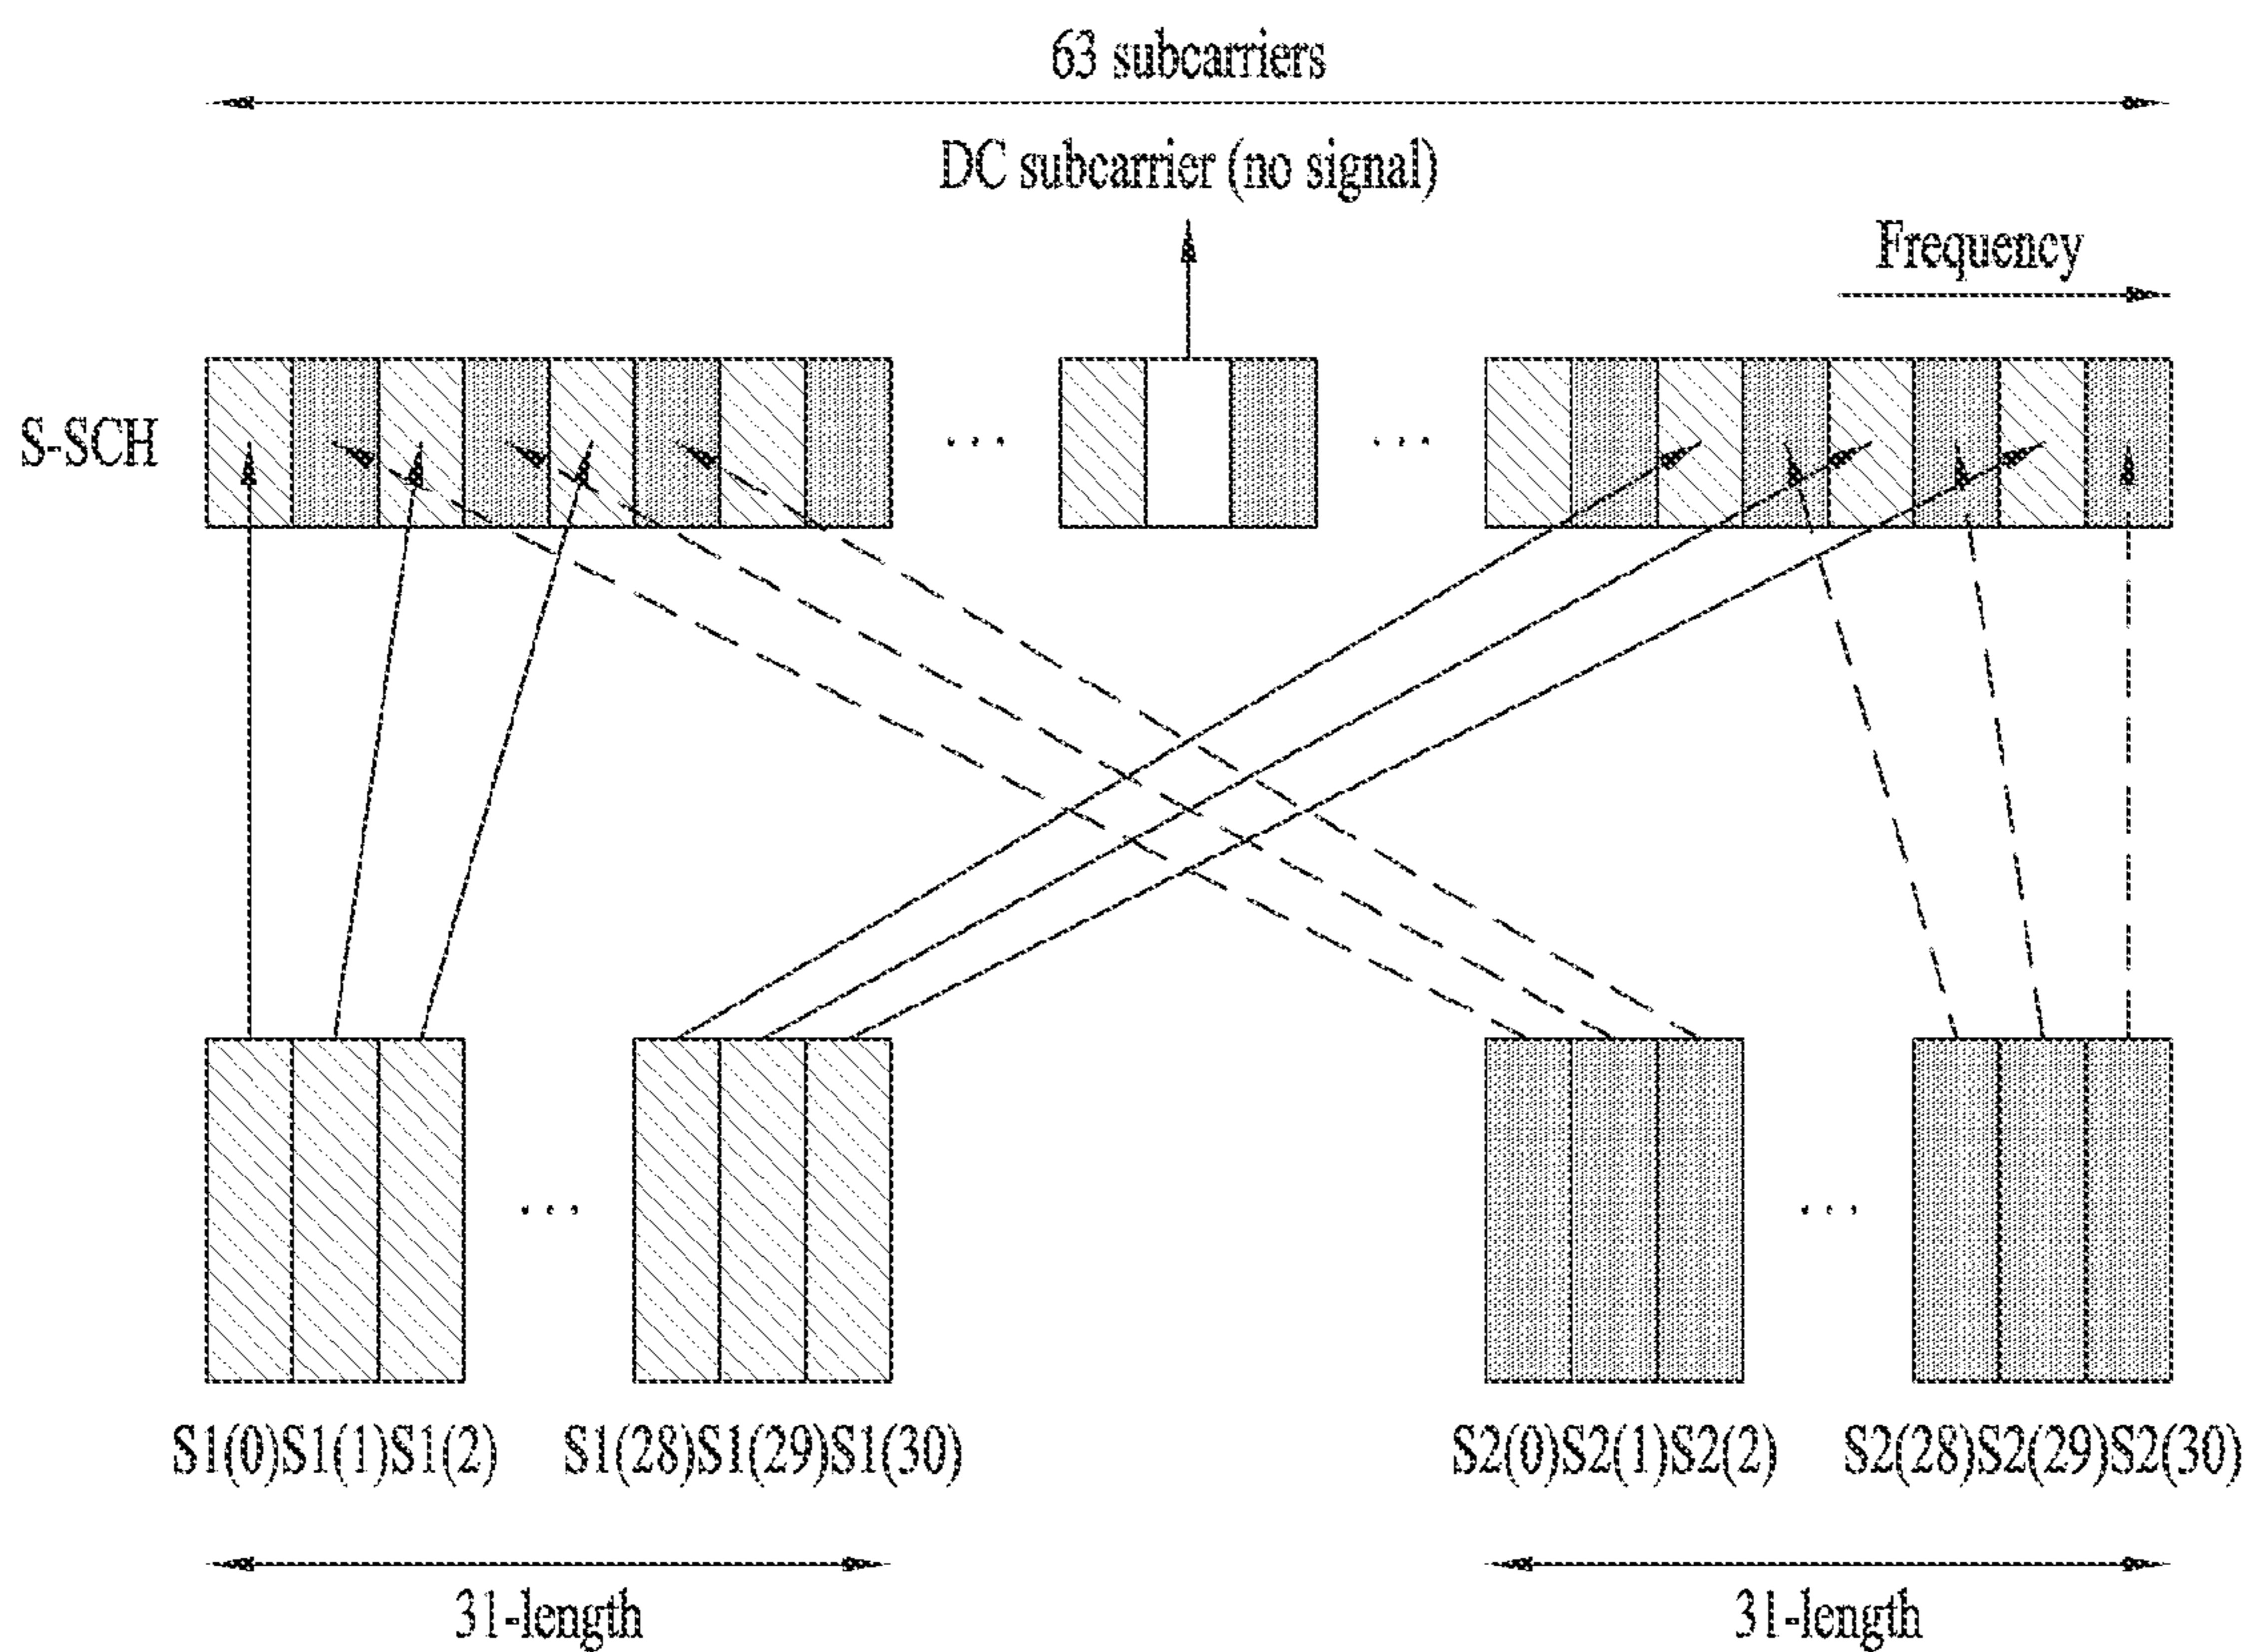 63 subcarriers
DC subcarrier (no signal)
Frequency
S-SCH
S1(0)S1(1)S1(2) S1(28)S1(29)S1(30) S2(0)S2(1)S2(2) S2(28)S2(29)S2(30)
31-length 31-length